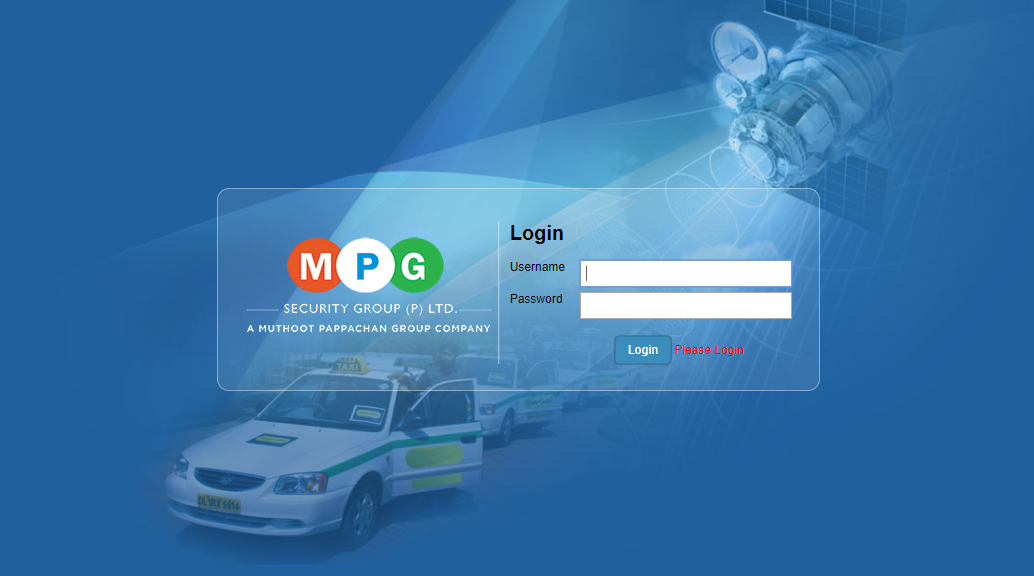 MPG
SECURITY GROUP (P) LTD.
A MUTHOOT PAPPACHAN GROUP COMPANY
Login
Username
Password
Login Please Login
TAXI